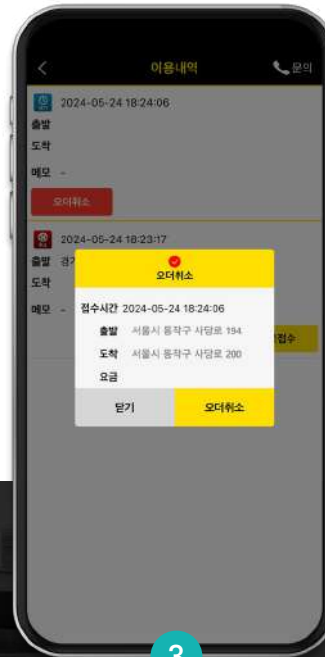 이용내역 문의
2024-05-24 18:24:06
출발
도착
메모 -
오더취소
2024-05-24 18:23:17
출발
도착
메모 -
오더취소
접수시간 2024-05-24 18:24:06
출발 서울시 동작구 사당로 194
도착 서울시 동작구 사당로 200
요금
닫기 오더취소
3